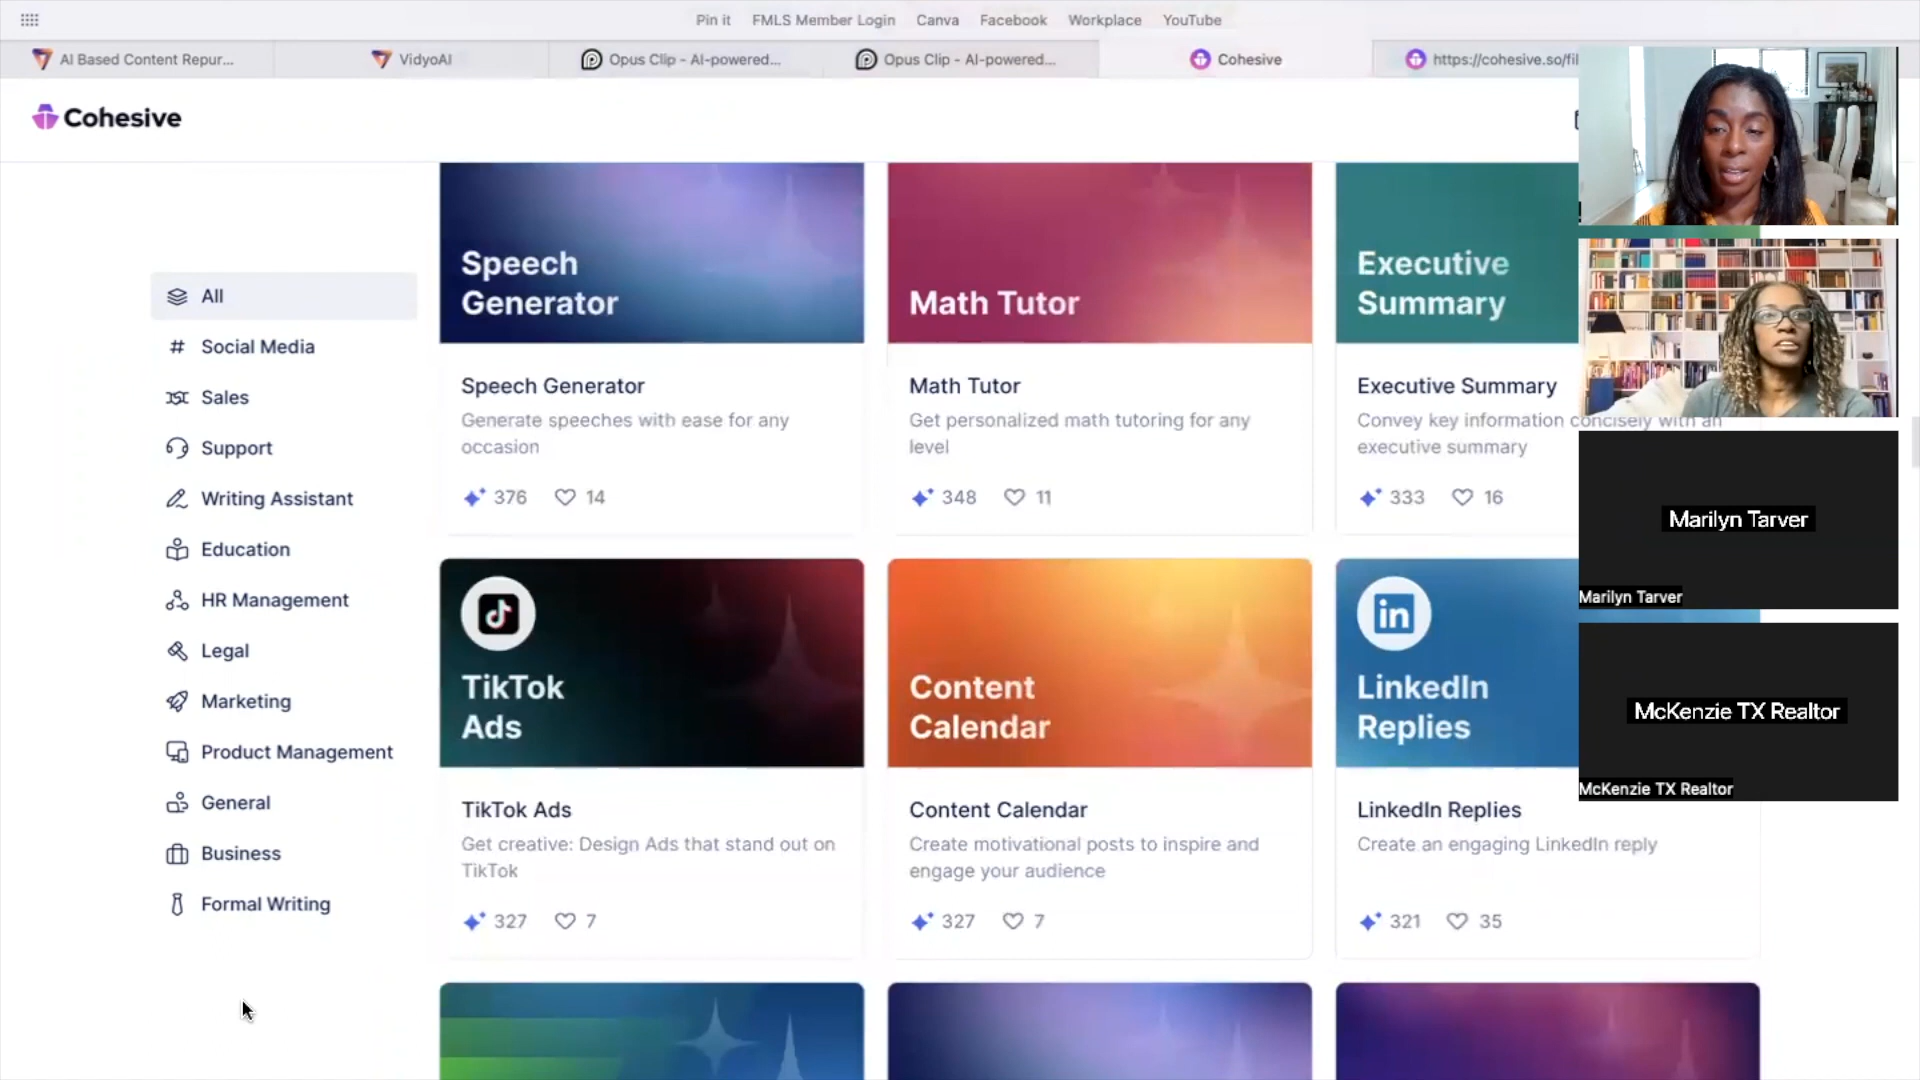 Pin it FMLS Member Login Canva Facebook Workplace YouTube
AI Based Content Repur... VidyoAI Opus Clip - AI-powered... Opus Clip - AI-powered... Cohesive https://cohesive.so/fil
Cohesive
All
Social Media
Sales
Support
Writing Assistant
Education
HR Management
Legal
Marketing
Product Management
General
Business
Formal Writing
Speech
Generator
Speech Generator
Generate speeches with ease for any
occasion
376 14
Math Tutor
Math Tutor
Get personalized math tutoring for any
level
348 11
Executive
Summary
Executive Summary
Convey key information concisely with an
executive summary
333 16
TikTok
Ads
TikTok Ads
Get creative: Design Ads that stand out on
TikTok
327 7
Content
Calendar
Content Calendar
Create motivational posts to inspire and
engage your audience
327 7
in
LinkedIn
Replies
LinkedIn Replies
Create an engaging LinkedIn reply
321 35
Marilyn Tarver
Marilyn Tarver
McKenzie TX Realtor
McKenzie TX Realtor